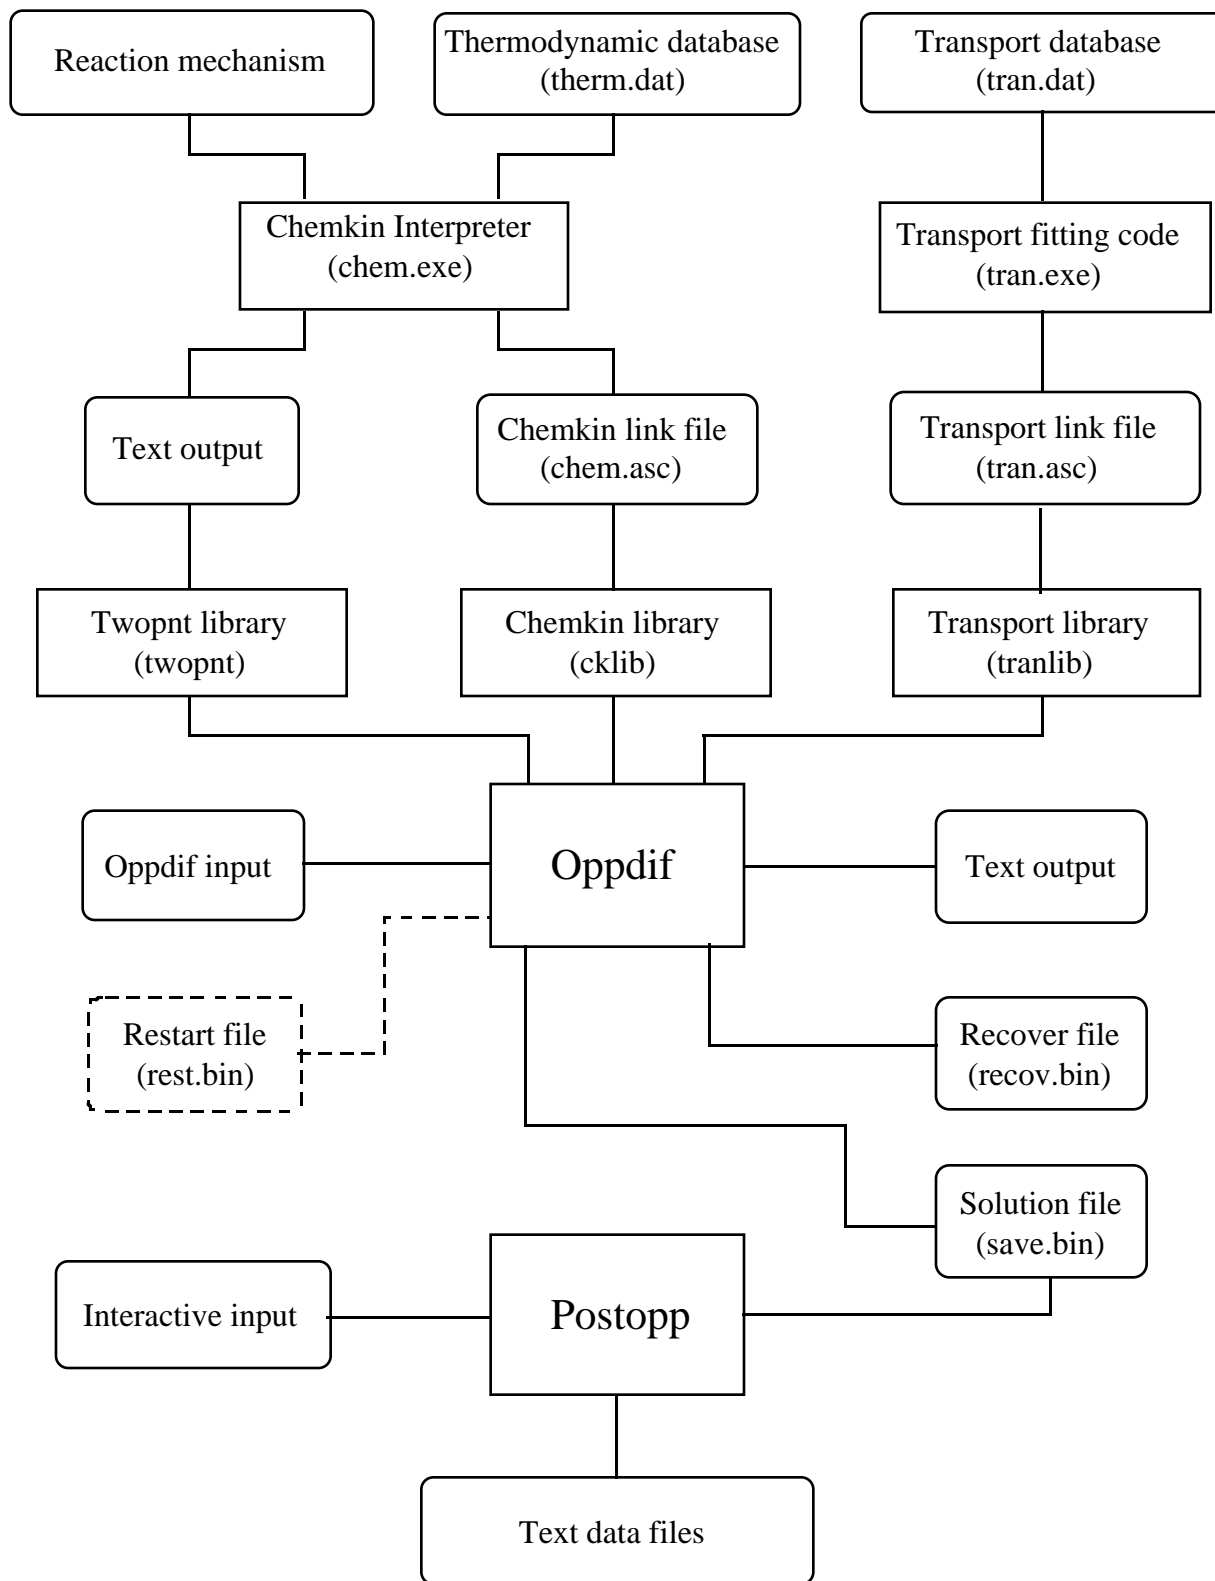 Reaction mechanism
Thermodynamic database
(therm.dat)
Transport database
(tran.dat)
Chemkin Interpreter
(chem.exe)
Transport fitting code
(tran.exe)
Text output
Chemkin link file
(chem.asc)
Transport link file
(tran.asc)
Twopnt library
(twopnt)
Chemkin library
(cklib)
Transport library
(tranlib)
Oppdif input
Oppdif
Text output
Restart file
(rest.bin)
Recover file
(recov.bin)
Solution file
(save.bin)
Interactive input
Postopp
Text data files